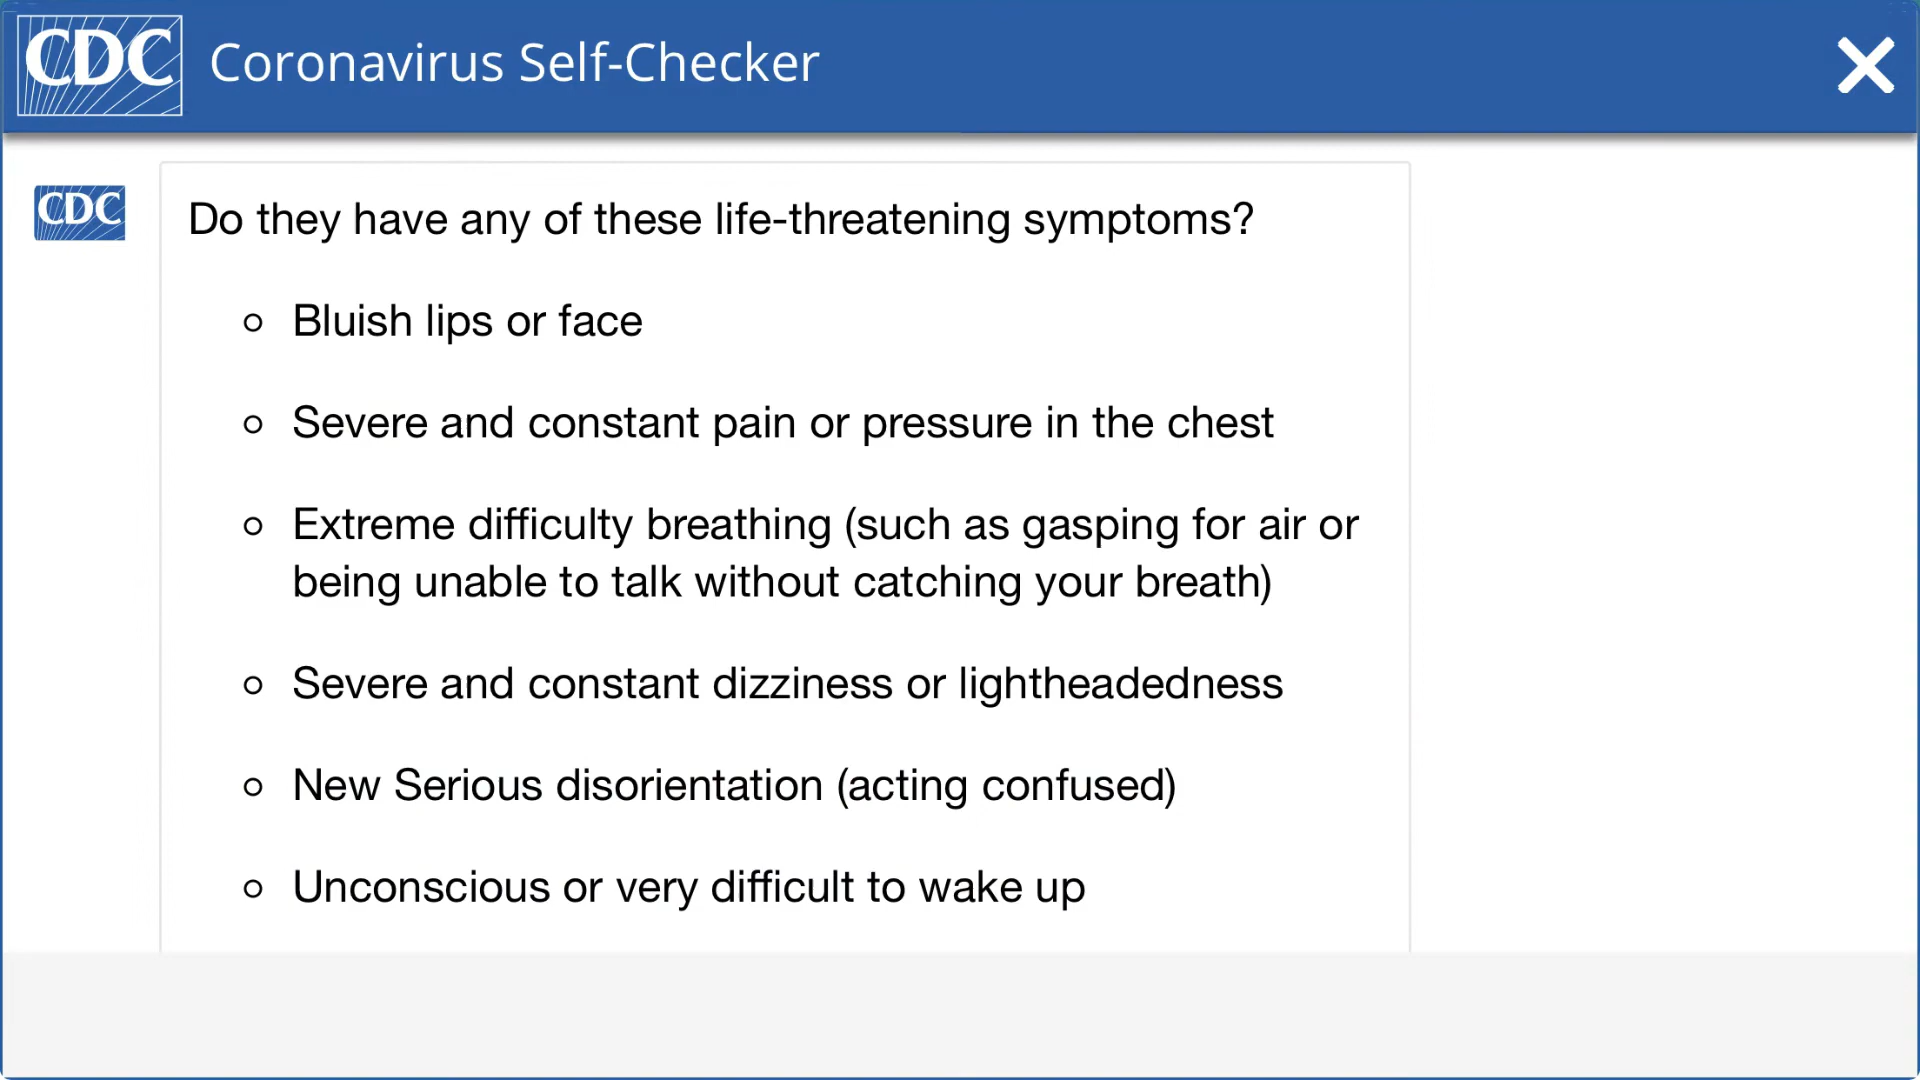 CDC Coronavirus Self-Checker
CDC
Do they have any of these life-threatening symptoms?
Bluish lips or face
Severe and constant pain or pressure in the chest
Extreme difficulty breathing (such as gasping for air or
being unable to talk without catching your breath)
Severe and constant dizziness or lightheadedness
New Serious disorientation (acting confused)
Unconscious or very difficult to wake up